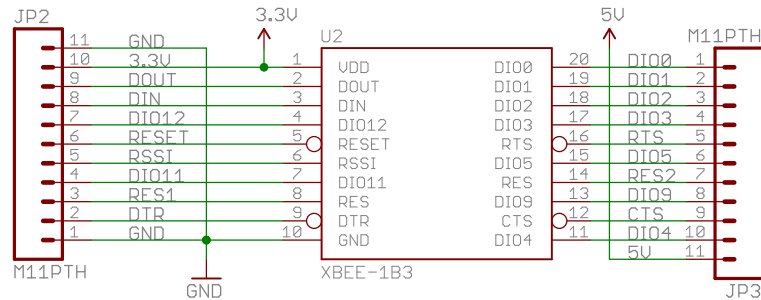 JP2 3.3V U2 5V M11PTH
11 GND
10 3.3V 1 VDD DIO0 20 DIO0 1
9 DOUT 2 DOUT DIO1 19 DIO1 2
8 DIN 3 DIN DIO2 18 DIO2 3
7 DIO12 4 DIO12 DIO3 17 DIO3 4
6 RESET 5 RESET RTS 16 RTS 5
5 RSSI 6 RSSI DIO5 15 DIO5 6
4 DIO11 7 DIO11 RES 14 RES2 7
3 RES1 8 RES DIO9 13 DIO9 8
2 DTR 9 DTR CTS 12 CTS 9
1 GND 10 GND DIO4 11 DIO4 10
5V 11
M11PTH GND XBEE-1B3 JP3